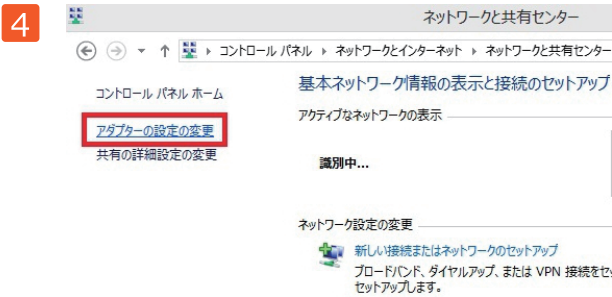 4
ネットワークと共有センター
コントロール パネル ネットワークとインターネット ネットワークと共有センター
コントロール パネル ホーム
アダプターの設定の変更
共有の詳細設定の変更
基本ネットワーク情報の表示と接続のセットアップ
アクティブなネットワークの表示
識別中...
ネットワーク設定の変更
新しい接続またはネットワークのセットアップ
ブロードバンド、ダイヤルアップ、または VPN 接続をセッ
セットアップします。